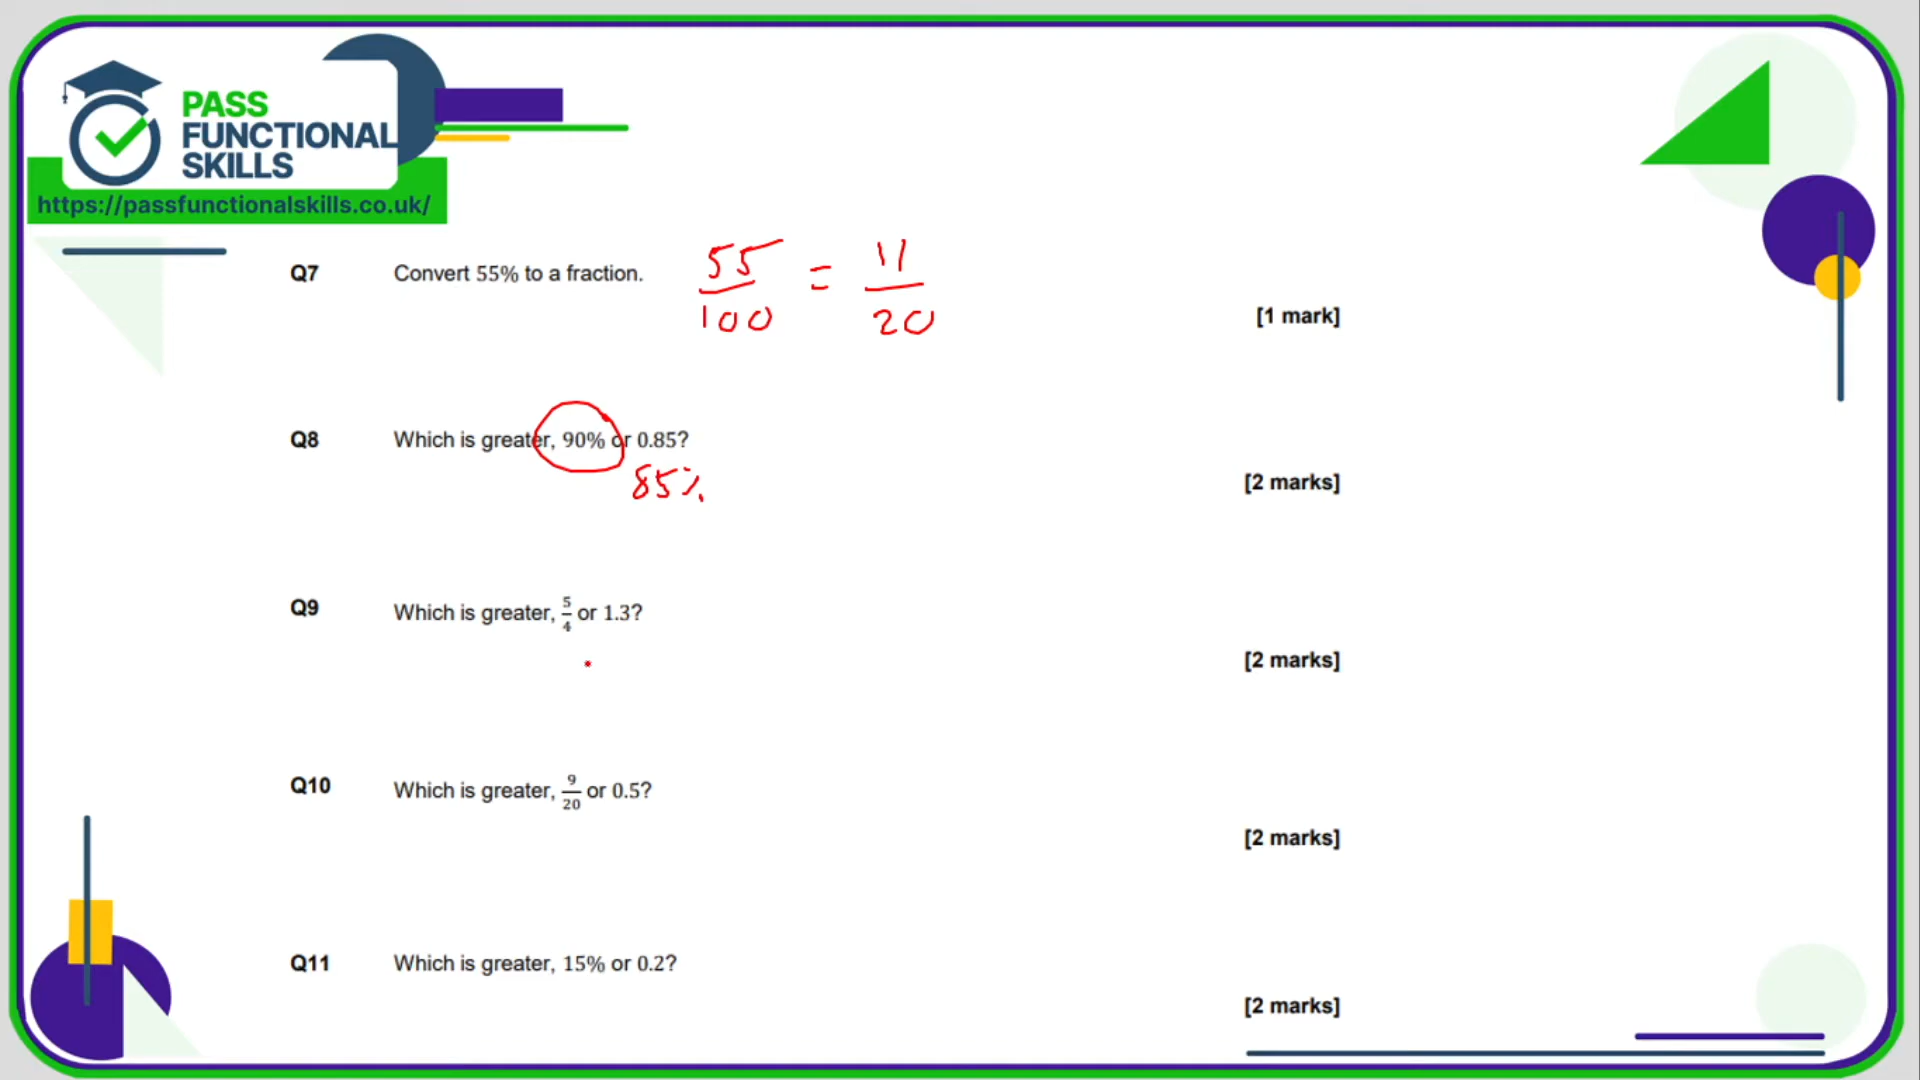 PASS
FUNCTIONAL
SKILLS
https://passfunctionalskills.co.uk/
Q7 Convert 55% to a fraction. 55/100 = 11/20
[1 mark]
Q8 Which is greater, 90% or 0.85?
85%
[2 marks]
Q9 Which is greater, 5/4 or 1.3?
[2 marks]
Q10 Which is greater, 9/20 or 0.5?
[2 marks]
Q11 Which is greater, 15% or 0.2?
[2 marks]